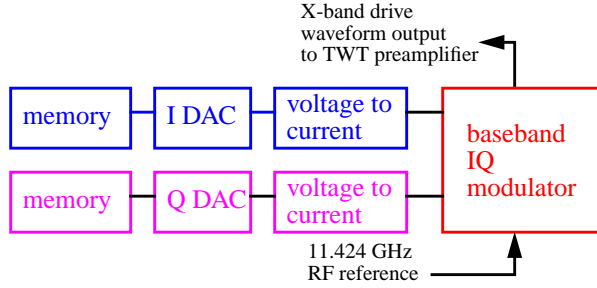 X-band drive
waveform output
to TWT preamplifier
memory
I DAC
voltage to
current
baseband
IQ
modulator
memory
Q DAC
voltage to
current
11.424 GHz
RF reference